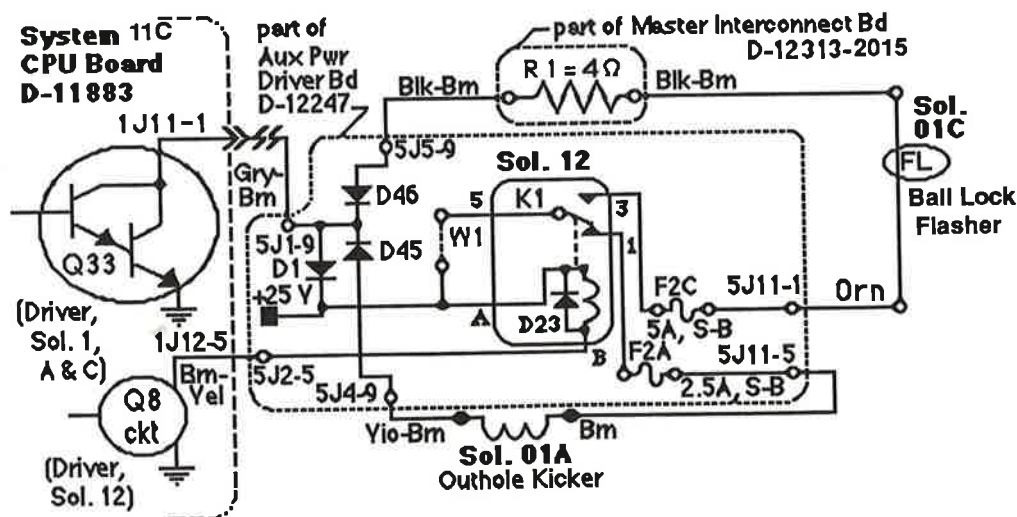 System 11C
CPU Board
D-11883
part of
Aux Pwr
Driver Bd
D-12247
part of Master Interconnect Bd
D-12313-2015
R1 = 4Ω
Blk-Brn
Blk-Brn
Sol.
01C
FL
Ball Lock
Flasher
1J11-1
Gry-
Brn
5J5-9
Sol. 12
D46
5
K1
3
1
W1
5J1-9
D45
D1
+25 V
Q33
A
D23
B
F2C
5J11-1
Orn
5A, S-B
F2A
5J11-5
2.5A, S-B
(Driver,
Sol. 1,
A & C)
1J12-5
Brn-
Yel
5J2-5
5J4-9
Q8
ckt
Vio-Brn
Brn
Sol. 01A
Outhole Kicker
(Driver,
Sol. 12)